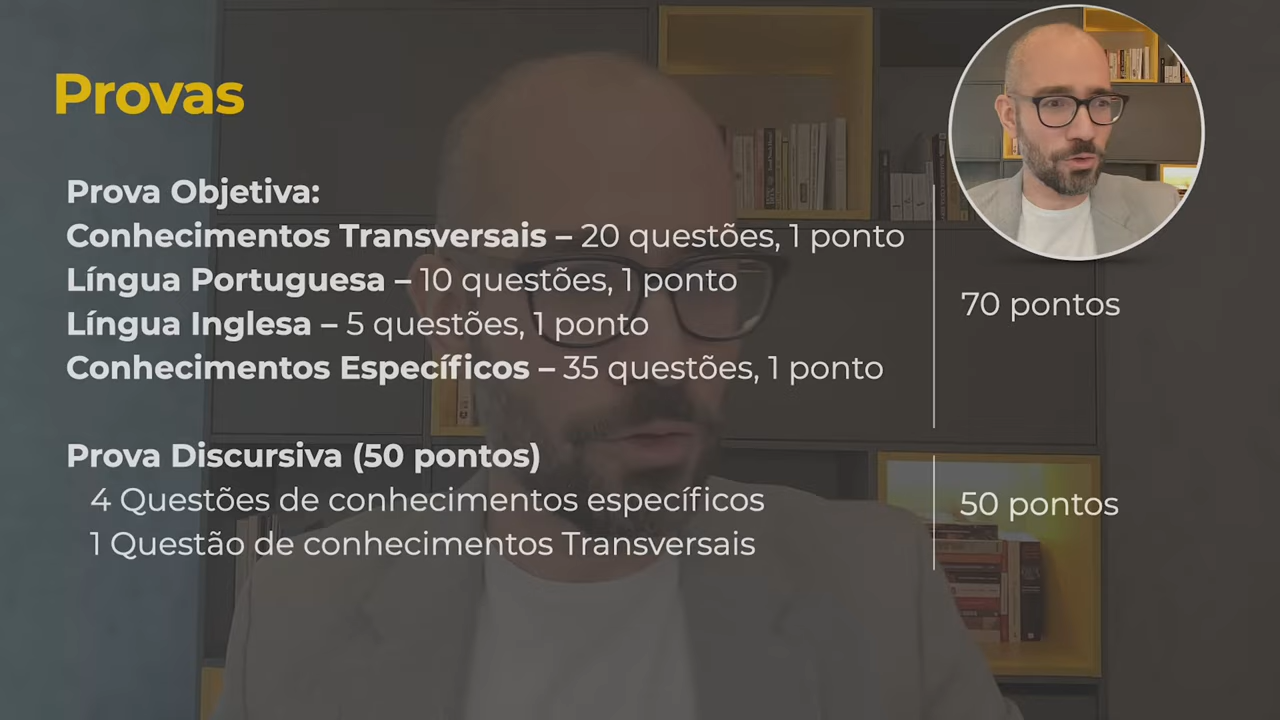 Provas
Prova Objetiva:
Conhecimentos Transversais – 20 questões, 1 ponto
Língua Portuguesa – 10 questões, 1 ponto
Língua Inglesa – 5 questões, 1 ponto
Conhecimentos Específicos – 35 questões, 1 ponto
70 pontos
Prova Discursiva (50 pontos)
4 Questões de conhecimentos específicos
1 Questão de conhecimentos Transversais
50 pontos